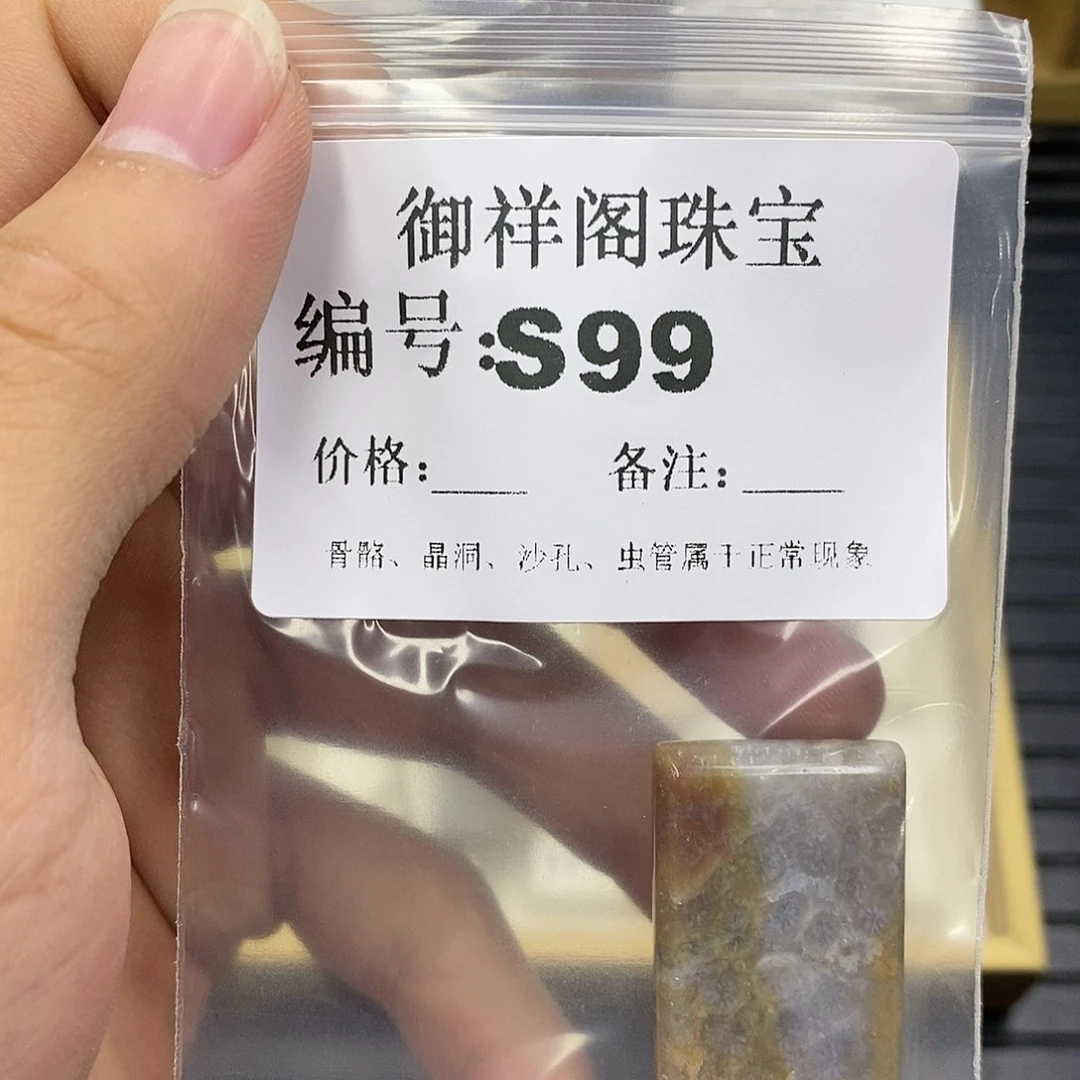 御祥阁珠宝
编号:S99
价格:____ 备注:____
骨骼、晶洞、沙孔、虫管属于正常现象